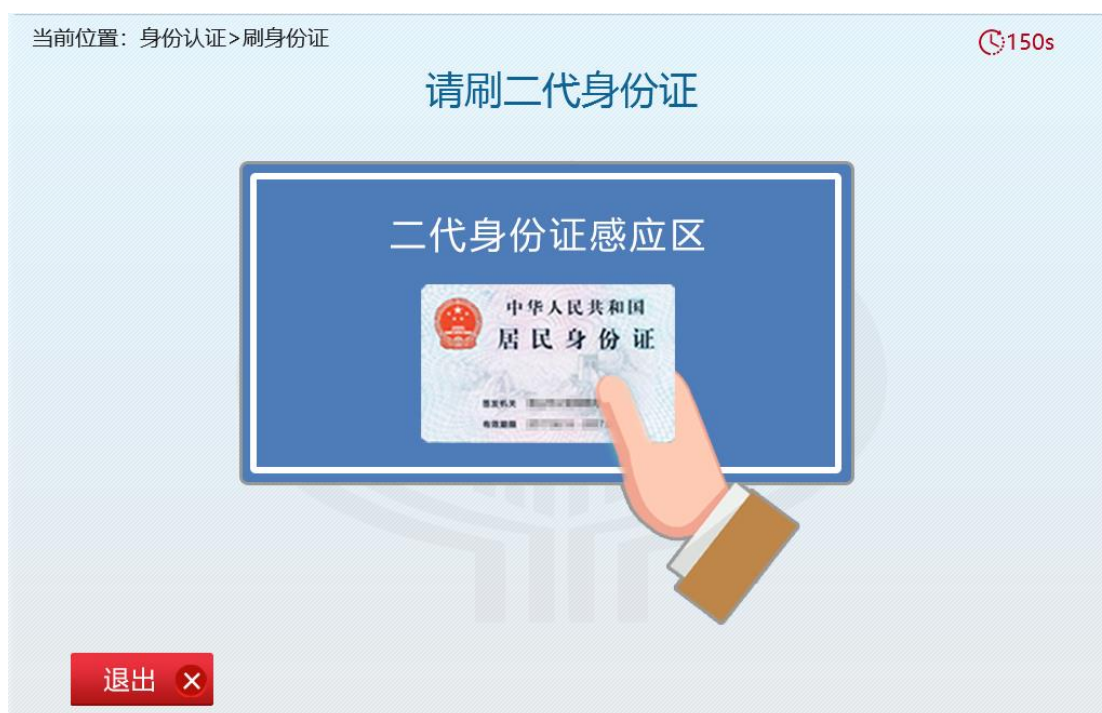 当前位置：身份认证>刷身份证
150s
请刷二代身份证
二代身份证感应区
中华人民共和国
居民身份证
签发机关
有效期限
退出